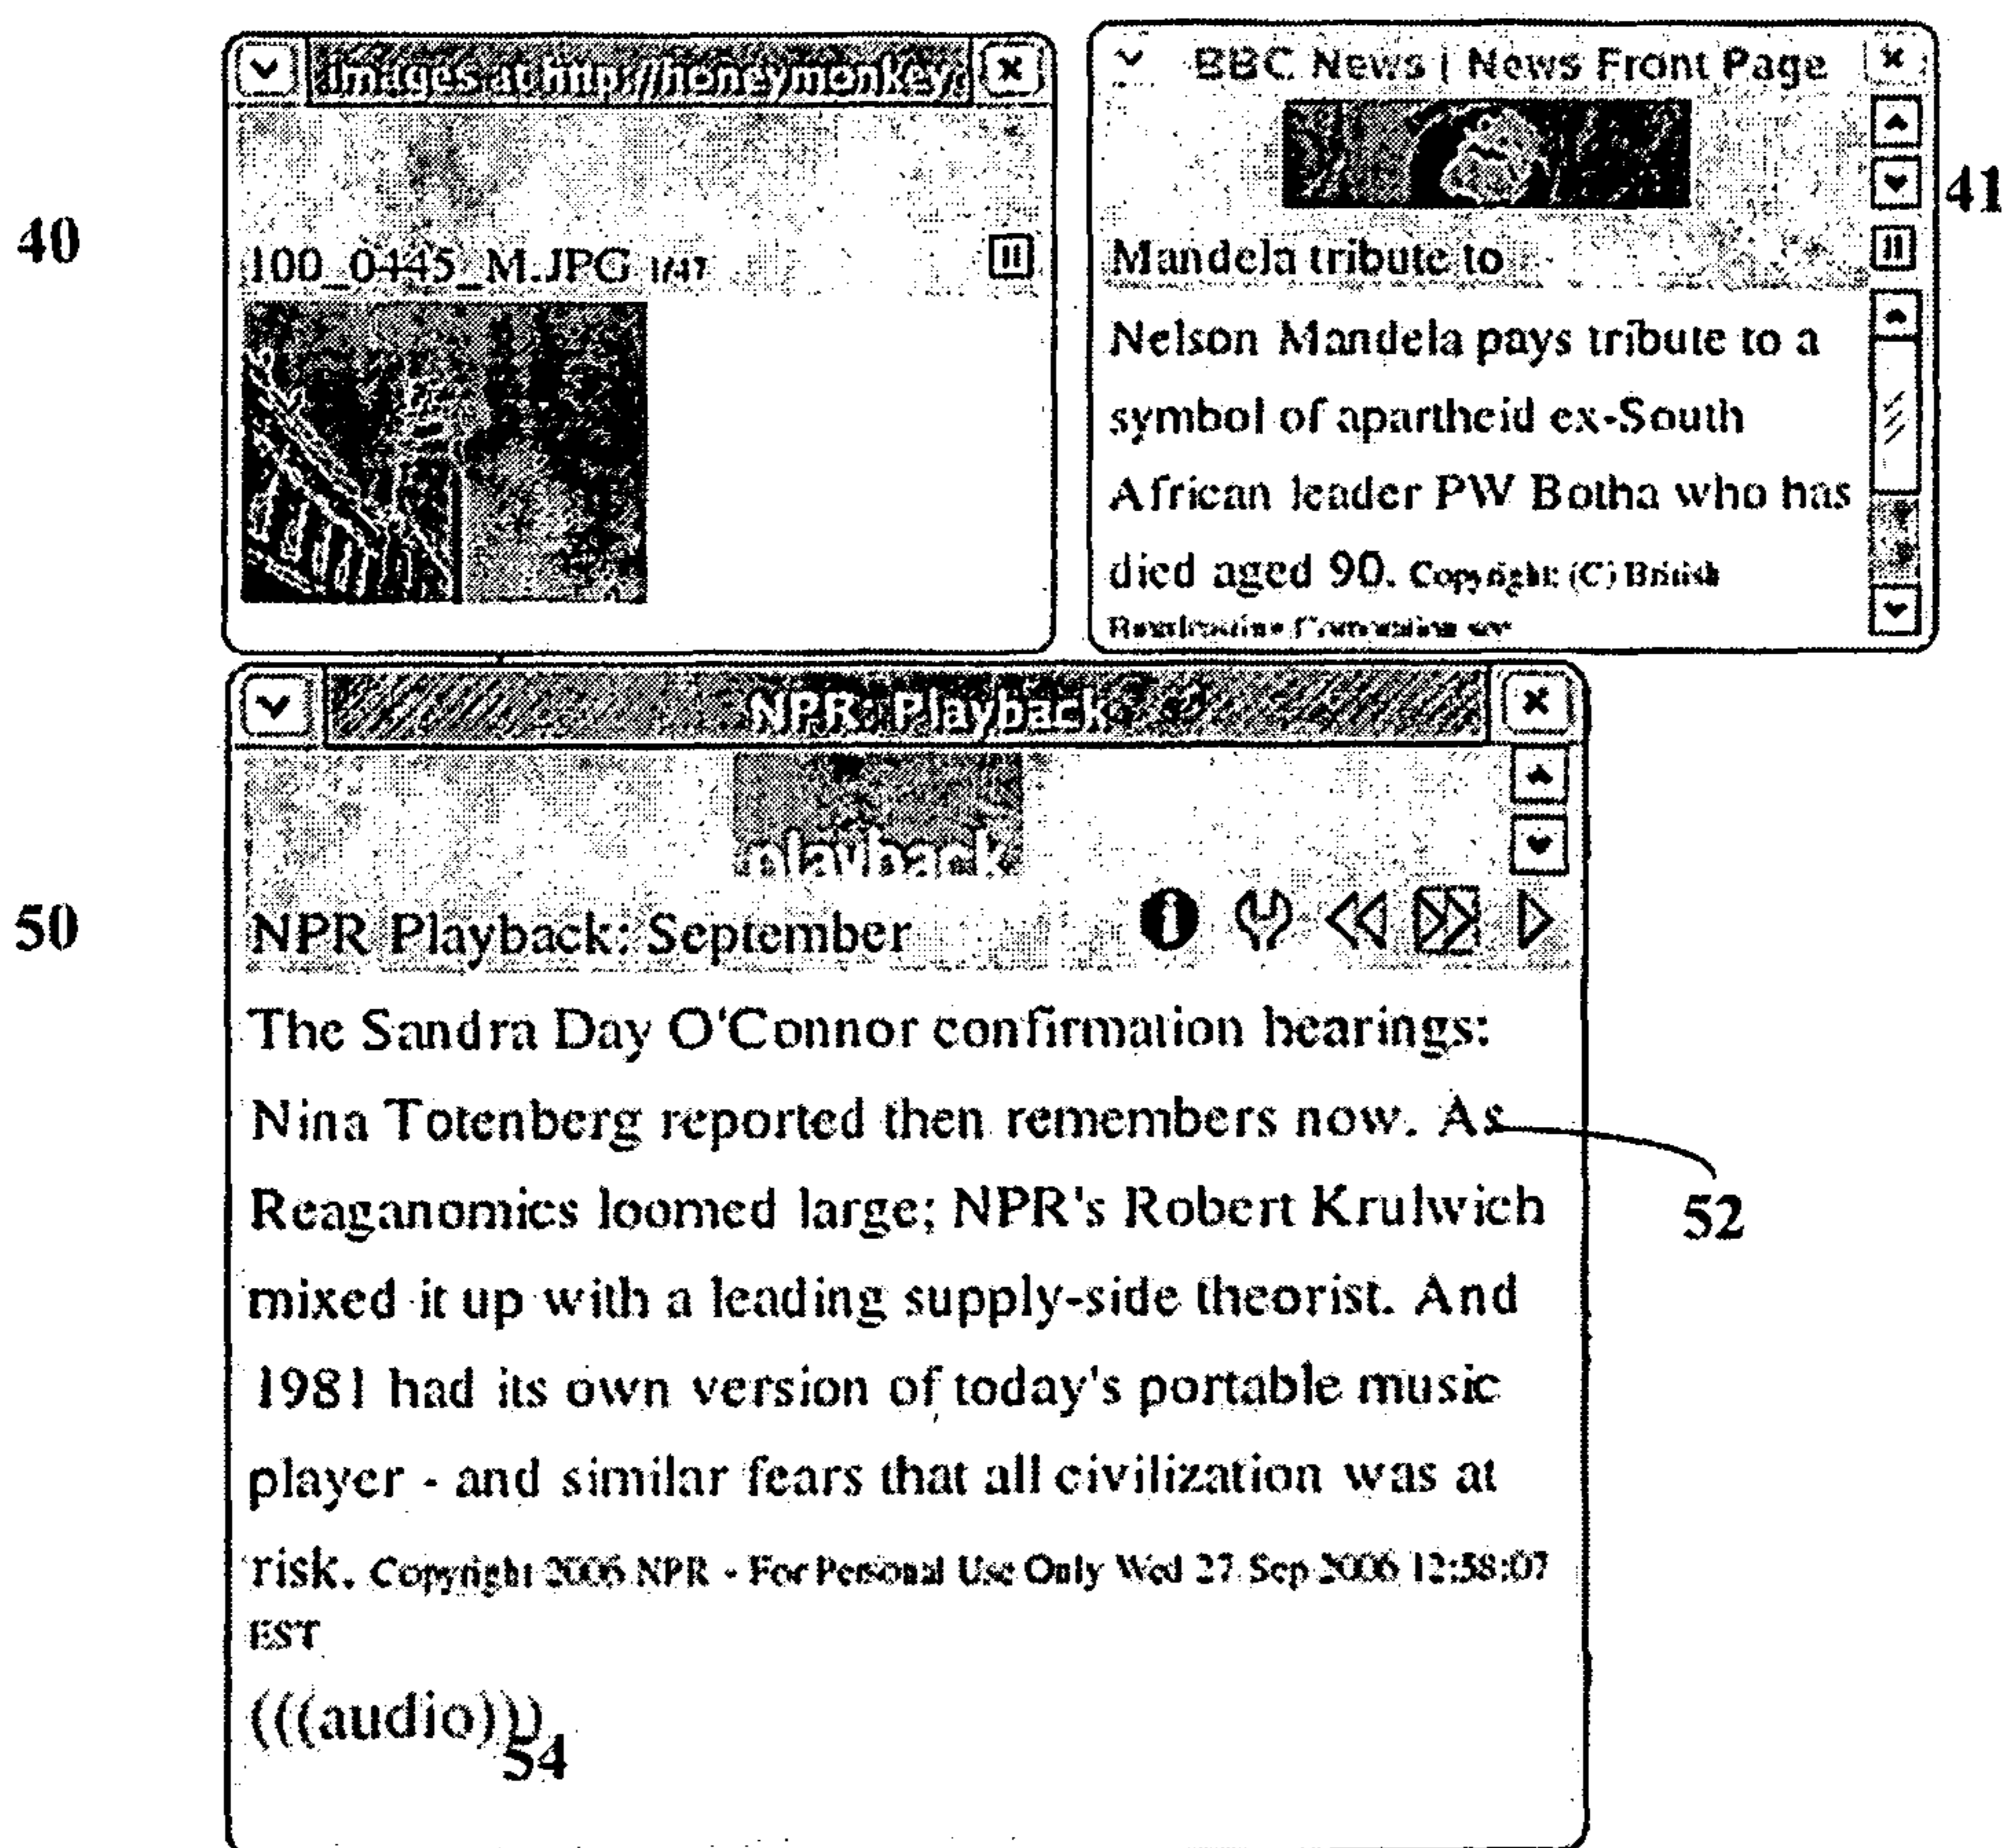 images at http://honeymonkey.
40
100_0445_M.JPG 1/47
BBC News | News Front Page
41
Mandela tribute to
Nelson Mandela pays tribute to a
symbol of apartheid ex-South
African leader PW Botha who has
died aged 90. Copyright: (C) British
Broadcasting Corporation see
NPR: Playback
playback
50
NPR Playback: September
The Sandra Day O'Connor confirmation hearings:
Nina Totenberg reported then remembers now. As
52
Reaganomics loomed large; NPR's Robert Krulwich
mixed it up with a leading supply-side theorist. And
1981 had its own version of today's portable music
player - and similar fears that all civilization was at
risk. Copyright 2006 NPR - For Personal Use Only Wed 27 Sep 2006 12:58:07
EST
(((audio)))
54